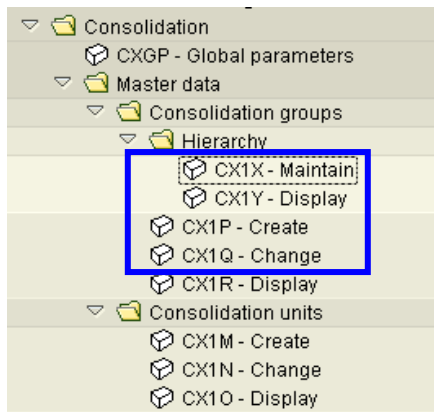 Consolidation
CXGP - Global parameters
Master data
Consolidation groups
Hierarchy
CX1X - Maintain
CX1Y - Display
CX1P - Create
CX1Q - Change
CX1R - Display
Consolidation units
CX1M - Create
CX1N - Change
CX1O - Display